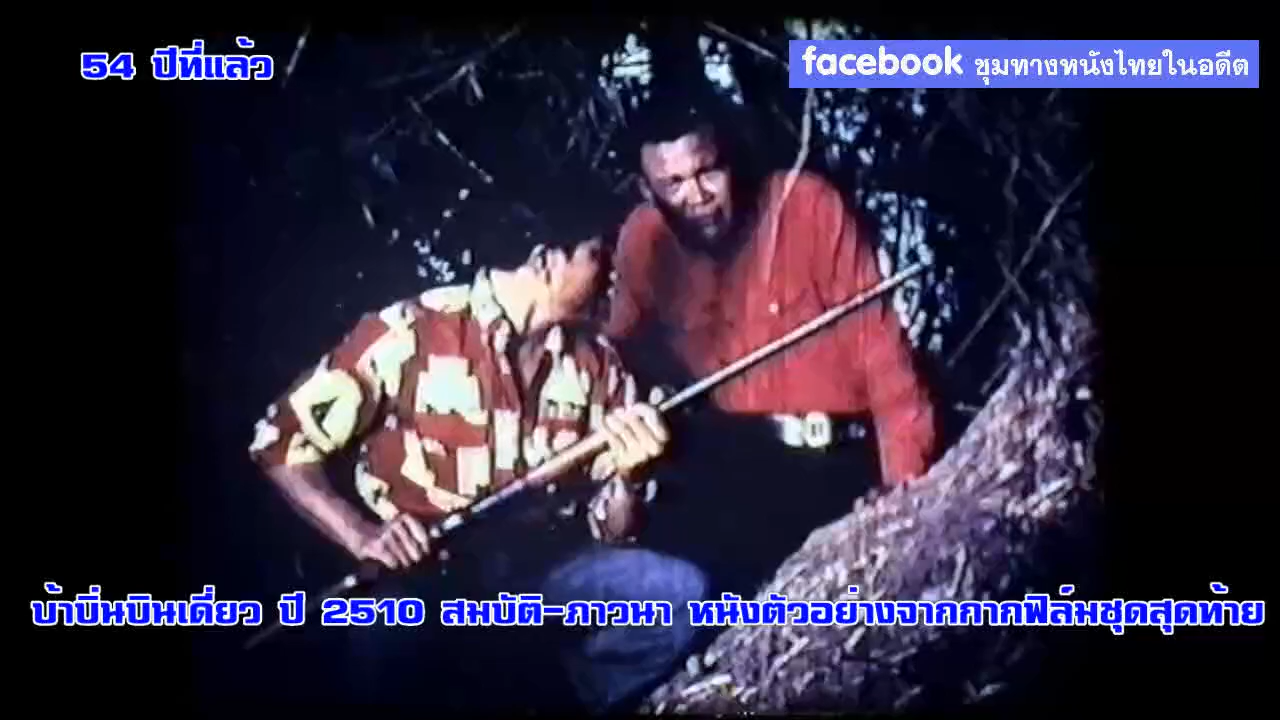 54 ปีที่แล้ว
facebook ขุมทางหนังไทยในอดีต
บ้าบิ่นบินเดี่ยว ปี 2510 สมบัติ-ภาวนา หนังตัวอย่างจากกากฟิล์มชุดสุดท้าย